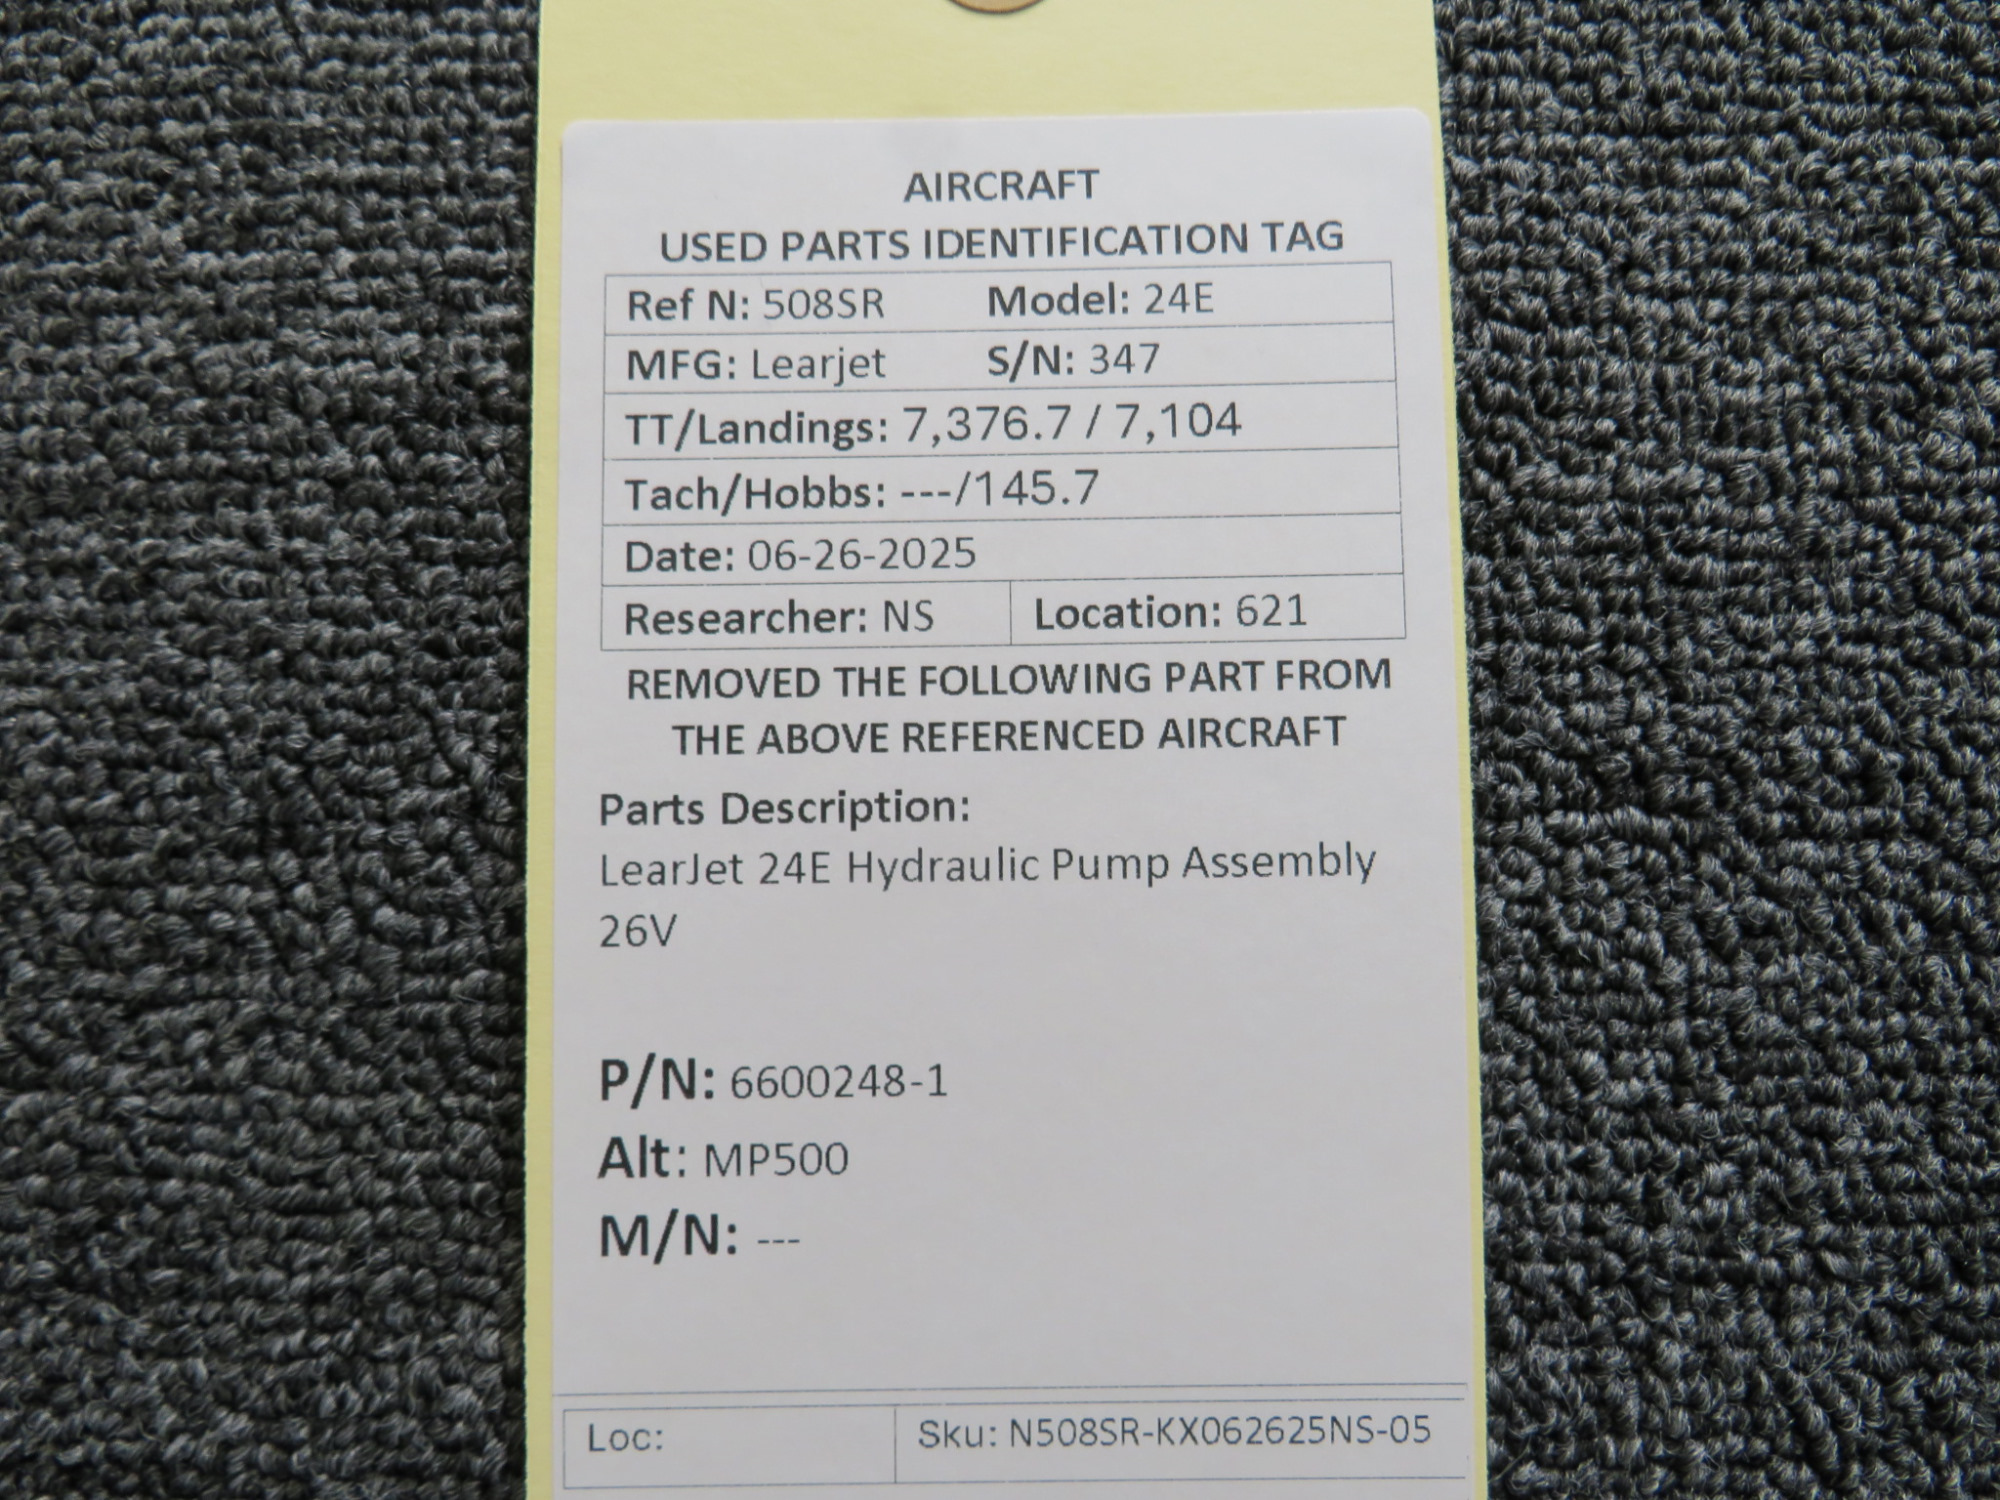 AIRCRAFT
USED PARTS IDENTIFICATION TAG
Ref N: 508SR Model: 24E
MFG: Learjet S/N: 347
TT/Landings: 7,376.7 / 7,104
Tach/Hobbs: ---/145.7
Date: 06-26-2025
Researcher: NS Location: 621
REMOVED THE FOLLOWING PART FROM
THE ABOVE REFERENCED AIRCRAFT
Parts Description:
LearJet 24E Hydraulic Pump Assembly
26V
P/N: 6600248-1
Alt: MP500
M/N: ---
Loc: Sku: N508SR-KX062625NS-05